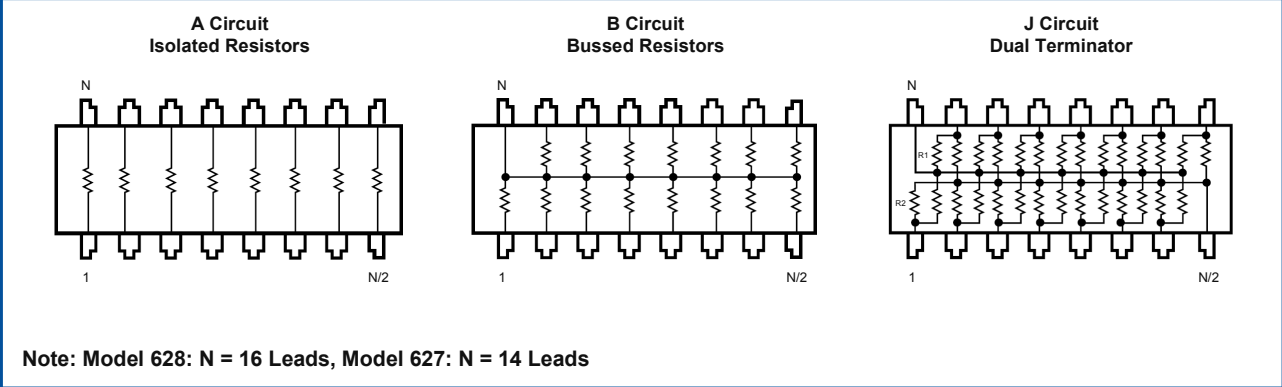 A Circuit
Isolated Resistors
N
1
N/2
B Circuit
Bussed Resistors
N
1
N/2
J Circuit
Dual Terminator
N
R1
R2
1
N/2
Note: Model 628: N = 16 Leads, Model 627: N = 14 Leads